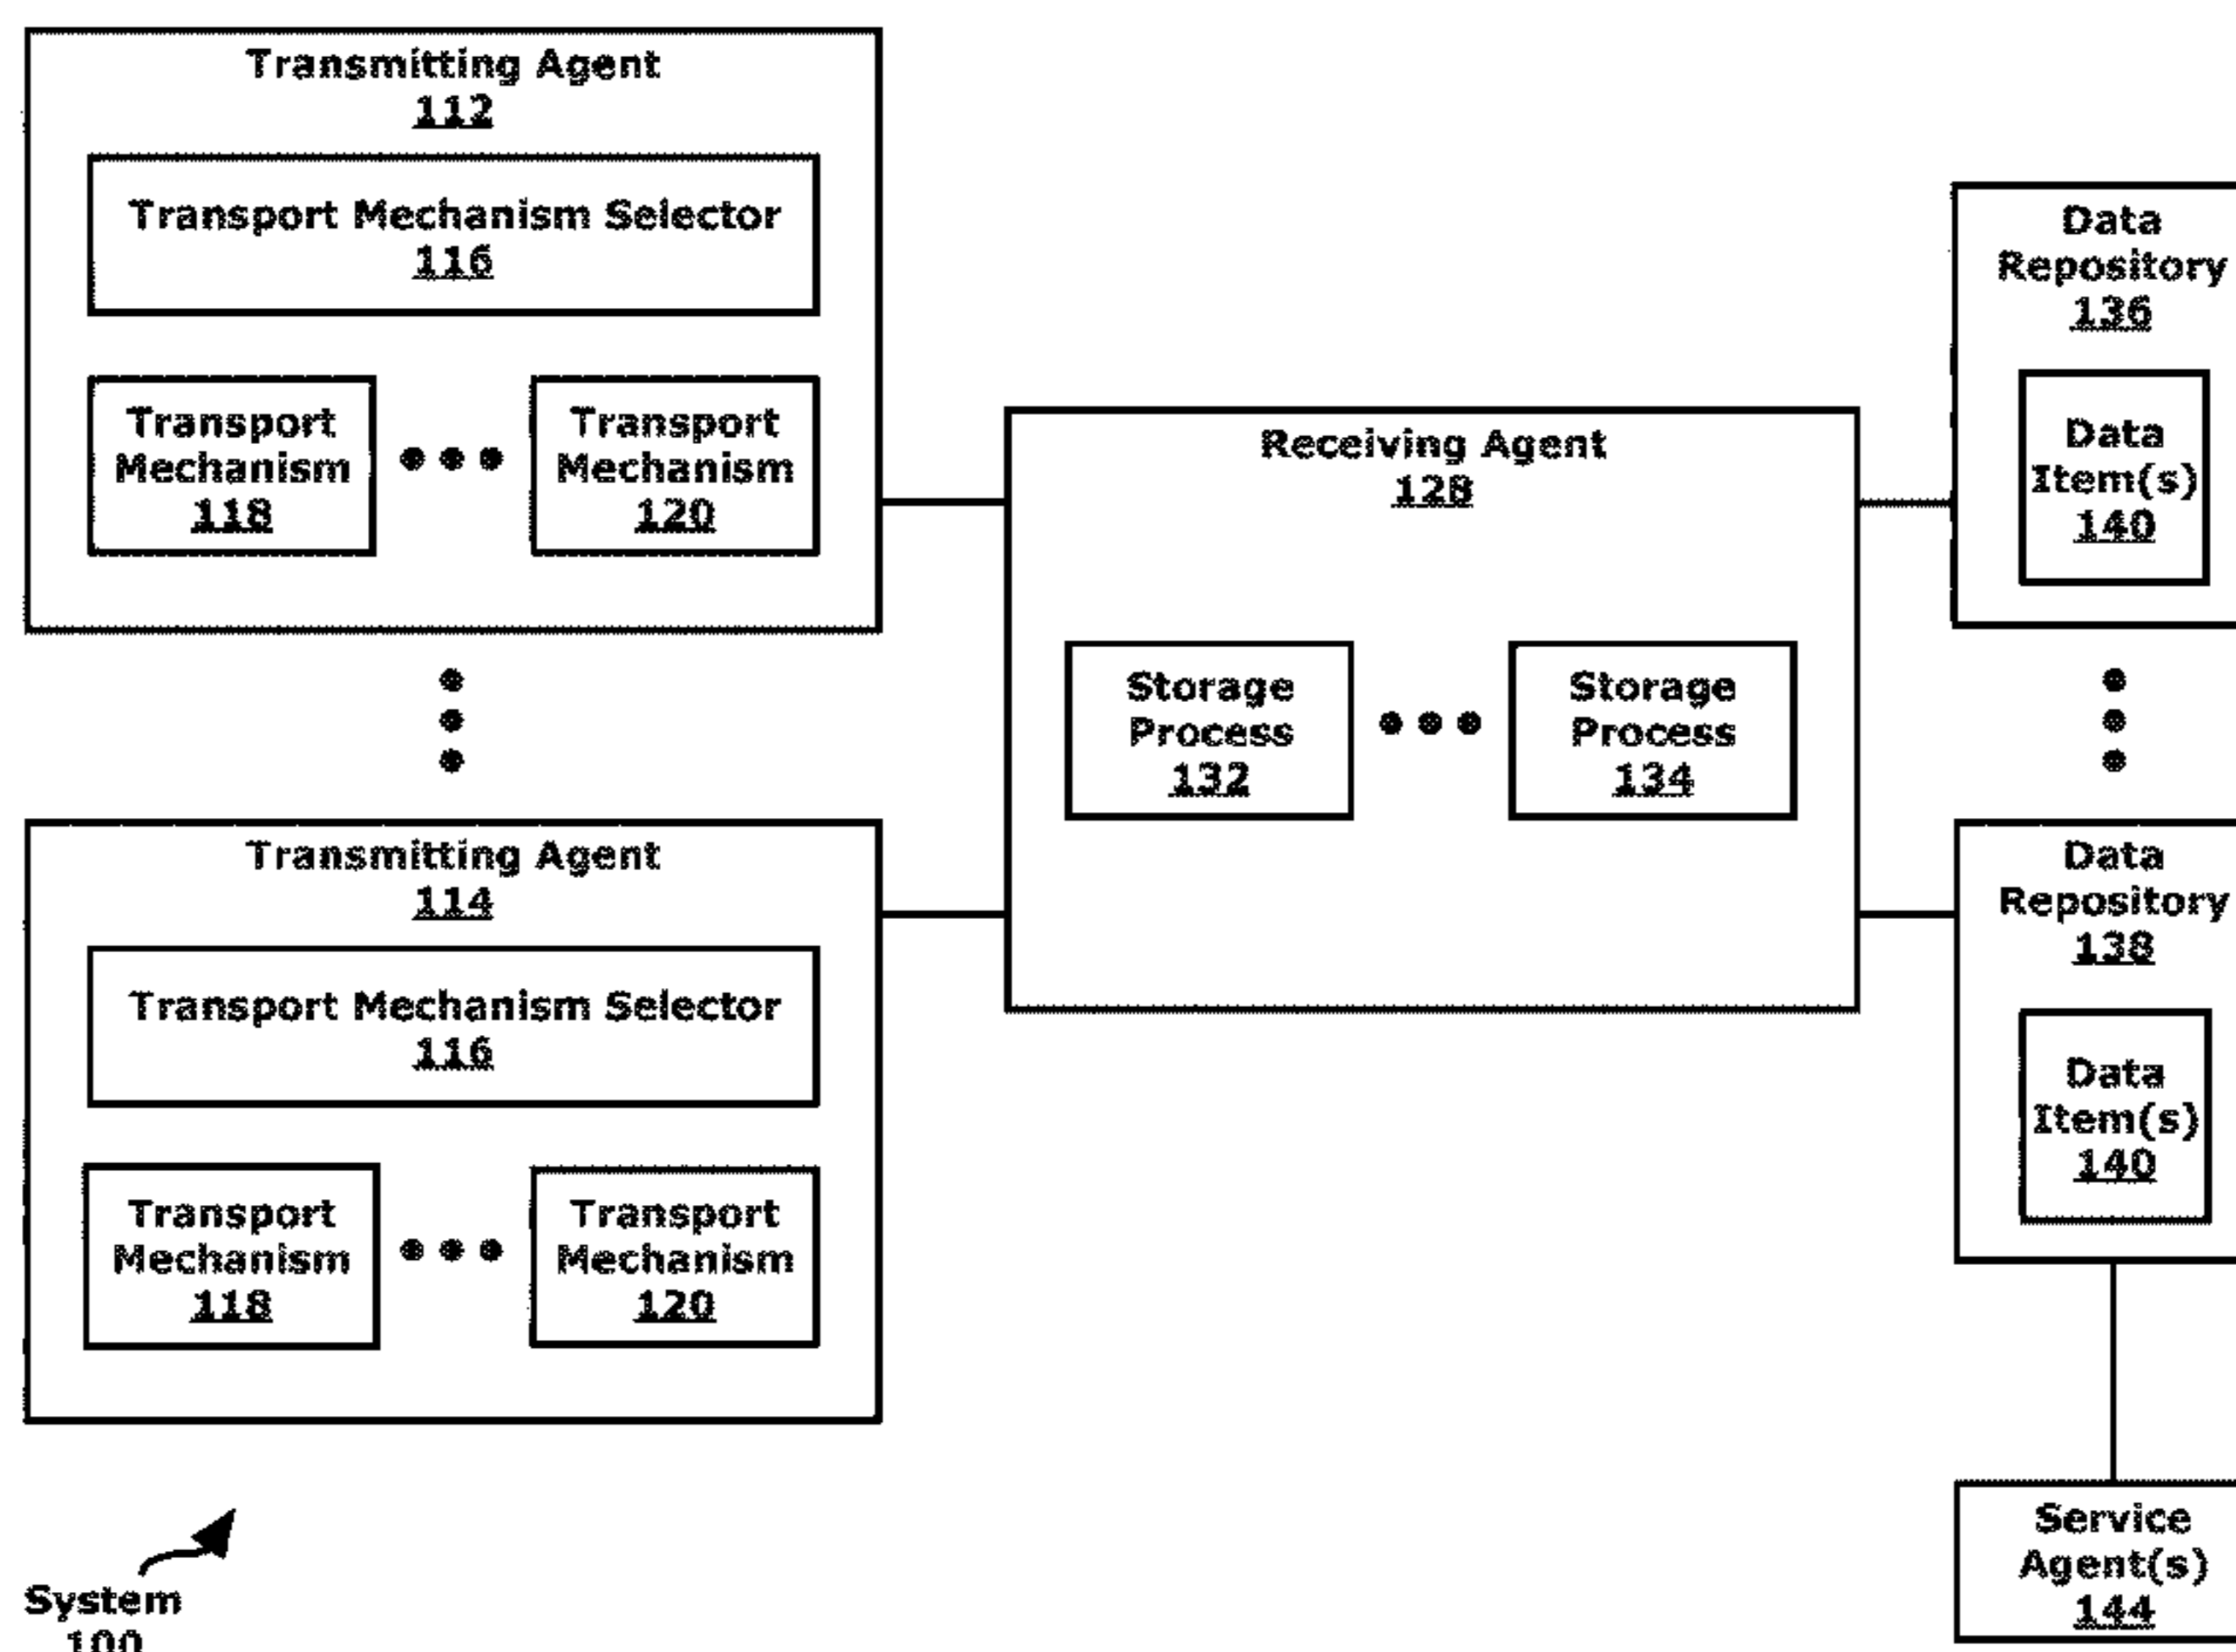 Transmitting Agent
112
Transport Mechanism Selector
116
Transport
Mechanism
118
Transport
Mechanism
120
Transmitting Agent
114
Transport Mechanism Selector
116
Transport
Mechanism
118
Transport
Mechanism
120
Receiving Agent
128
Storage
Process
132
Storage
Process
134
Data
Repository
136
Data
Item(s)
140
Data
Repository
138
Data
Item(s)
140
Service
Agent(s)
144
System
100